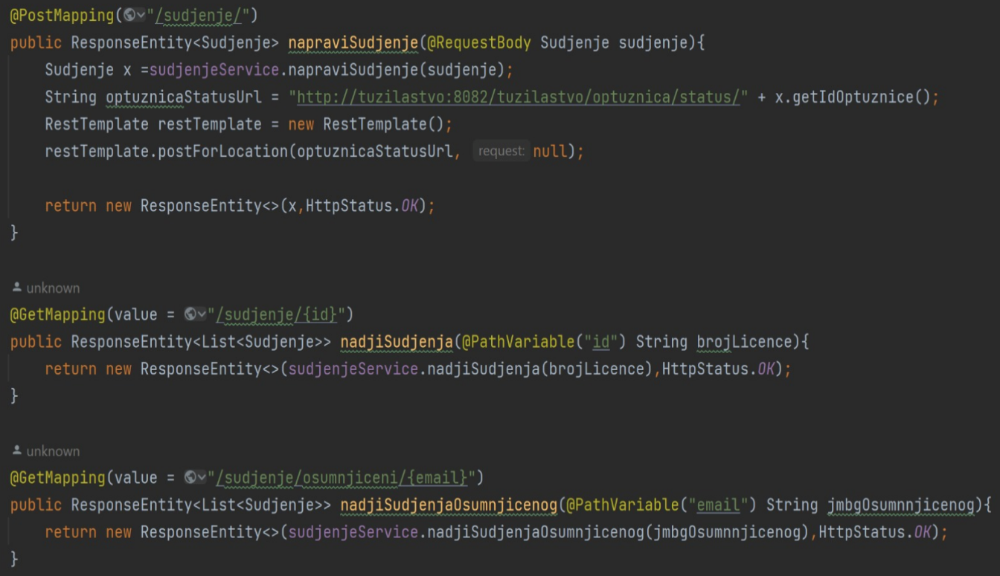 @PostMapping("/sudjenje/")
public ResponseEntity<Sudjenje> napraviSudjenje(@RequestBody Sudjenje sudjenje){
    Sudjenje x =sudjenjeService.napraviSudjenje(sudjenje);
    String optuznicaStatusUrl = "http://tuzilastvo:8082/tuzilastvo/optuznica/status/" + x.getIdOptuznice();
    RestTemplate restTemplate = new RestTemplate();
    restTemplate.postForLocation(optuznicaStatusUrl, request: null);
    return new ResponseEntity<>(x,HttpStatus.OK);
}
unknown
@GetMapping(value = "/sudjenje/{id}")
public ResponseEntity<List<Sudjenje>> nadjiSudjenja(@PathVariable("id") String brojLicence){
    return new ResponseEntity<>(sudjenjeService.nadjiSudjenja(brojLicence),HttpStatus.OK);
}
unknown
@GetMapping(value = "/sudjenje/osumnjiceni/{email}")
public ResponseEntity<List<Sudjenje>> nadjiSudjenjaOsumnjicenog(@PathVariable("email") String jmbgOsumnnjicenog){
    return new ResponseEntity<>(sudjenjeService.nadjiSudjenjaOsumnjicenog(jmbgOsumnnjicenog),HttpStatus.OK);
}